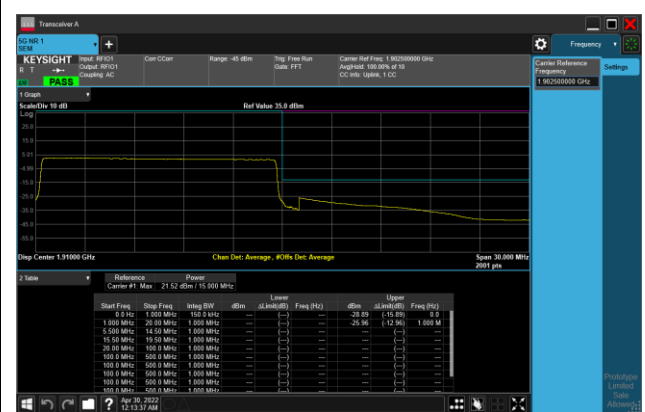 Transceiver A
5G NR 1
SEM
Frequency
KEYSIGHT
R T
PASS
Input: RFIO1
Output: RFIO1
Coupling: AC
Corr CCorr
Range: -45 dBm
Trig: Free Run
Gate: FFT
Carrier Ref Freq: 1.902500000 GHz
Avg|Hold: 100.00% of 10
CC Info: Uplink, 1 CC
Carrier Reference
Frequency
1.902500000 GHz
Settings
1 Graph
Scale/Div 10 dB
Ref Value 35.0 dBm
Log
25.0
15.0
5.01
-4.99
-15.0
-25.0
-35.0
-45.0
-55.0
Disp Center 1.91000 GHz
Chan Det: Average , #Offs Det: Average
Span 30.000 MHz
2001 pts
2 Table
Reference Power
Carrier #1: Max 21.52 dBm / 15.000 MHz
Lower Upper
Start Freq Stop Freq Integ BW dBm ΔLimit(dB) Freq (Hz) dBm ΔLimit(dB) Freq (Hz)
0.0 Hz 1.000 MHz 150.0 kHz --- (---) --- -28.89 (-15.89) 0.0
1.000 MHz 20.00 MHz 1.000 MHz --- (---) --- -25.96 (-12.96) 1.000 M
5.500 MHz 14.50 MHz 1.000 MHz --- (---) --- --- (---) ---
15.50 MHz 19.50 MHz 1.000 MHz --- (---) --- --- (---) ---
20.00 MHz 100.0 MHz 1.000 MHz --- (---) --- --- (---) ---
100.0 MHz 500.0 MHz 1.000 MHz --- (---) --- --- (---) ---
100.0 MHz 500.0 MHz 1.000 MHz --- (---) --- --- (---) ---
100.0 MHz 500.0 MHz 1.000 MHz --- (---) --- --- (---) ---
100.0 MHz 500.0 MHz 1.000 MHz --- (---) --- --- (---) ---
Prototype
Limited
Sale
Allowed
?
Apr 30, 2022
12:13:37 AM